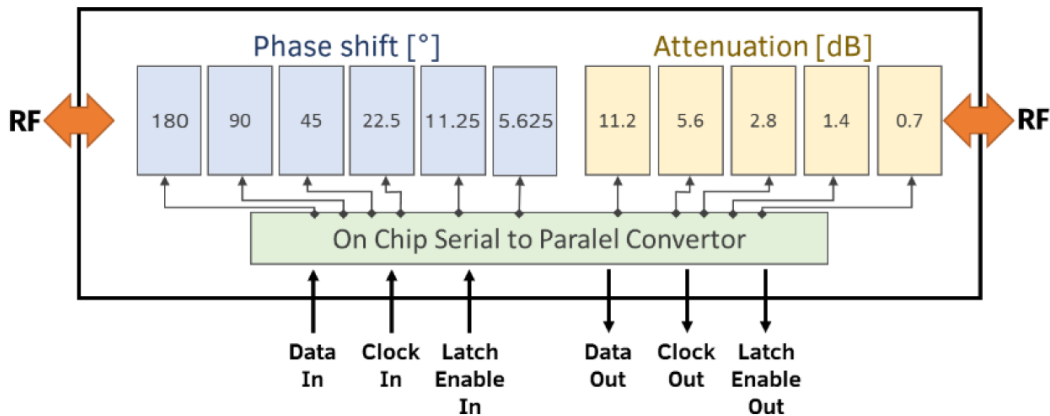 Phase shift [°]
Attenuation [dB]
RF
180
90
45
22.5
11.25
5.625
11.2
5.6
2.8
1.4
0.7
RF
On Chip Serial to Paralel Convertor
Data
In
Clock
In
Latch
Enable
In
Data
Out
Clock
Out
Latch
Enable
Out